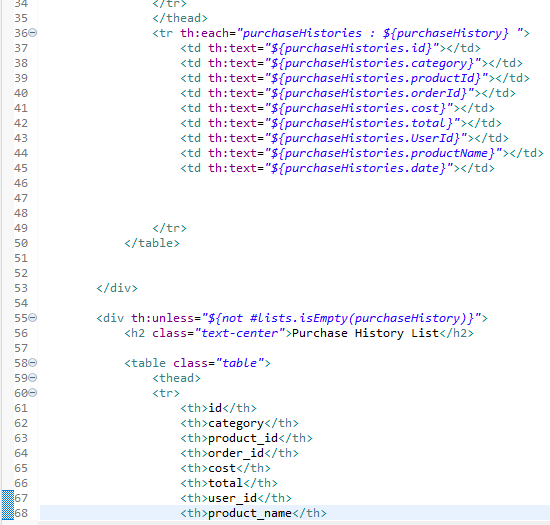 34 </tr>
35 </thead>
36 <tr th:each="purchaseHistories : ${purchaseHistory} ">
37 <td th:text="${purchaseHistories.id}"></td>
38 <td th:text="${purchaseHistories.category}"></td>
39 <td th:text="${purchaseHistories.productId}"></td>
40 <td th:text="${purchaseHistories.orderId}"></td>
41 <td th:text="${purchaseHistories.cost}"></td>
42 <td th:text="${purchaseHistories.total}"></td>
43 <td th:text="${purchaseHistories.UserId}"></td>
44 <td th:text="${purchaseHistories.productName}"></td>
45 <td th:text="${purchaseHistories.date}"></td>
46
47
48
49 </tr>
50 </table>
51
52
53 </div>
54
55 <div th:unless="${not #lists.isEmpty(purchaseHistory)}">
56 <h2 class="text-center">Purchase History List</h2>
57
58 <table class="table">
59 <thead>
60 <tr>
61 <th>id</th>
62 <th>category</th>
63 <th>product_id</th>
64 <th>order_id</th>
65 <th>cost</th>
66 <th>total</th>
67 <th>user_id</th>
68 <th>product_name</th>